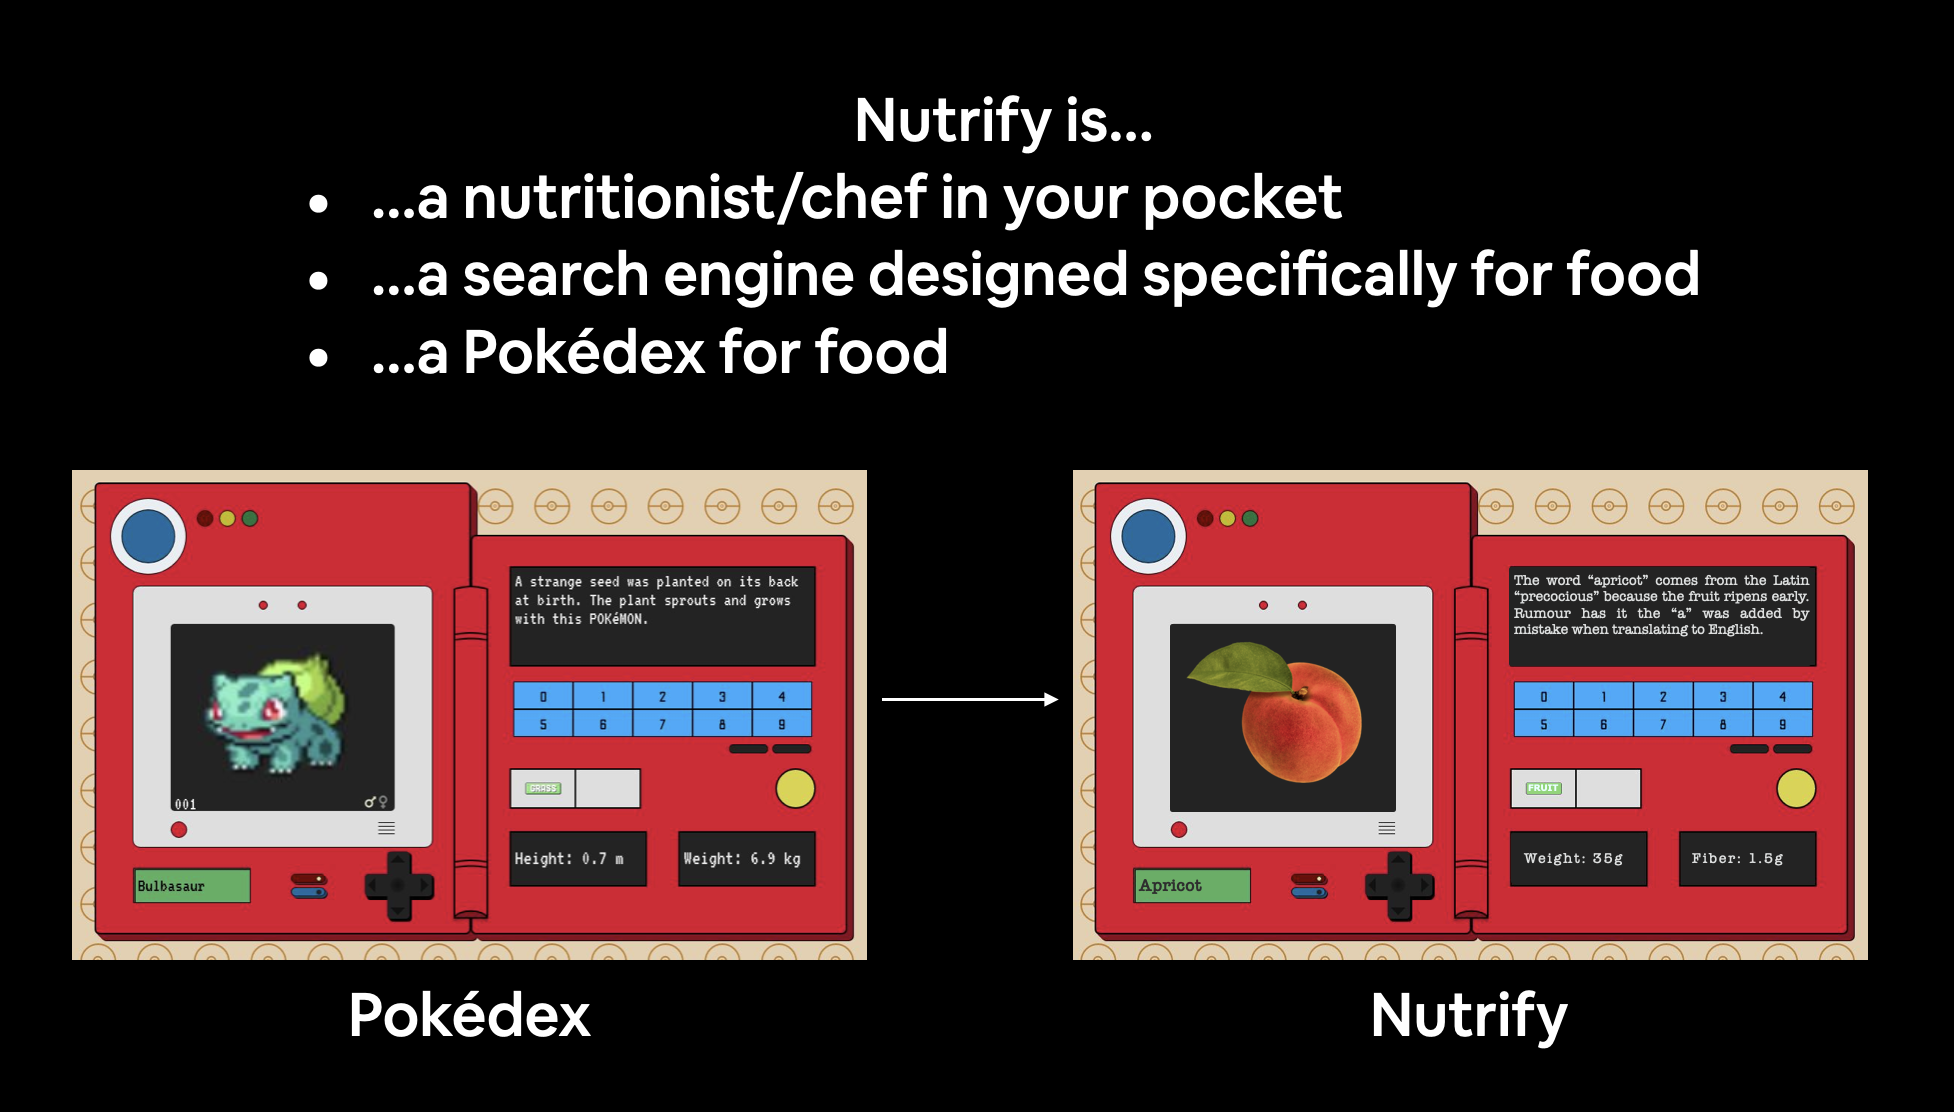 Nutrify is...
• ...a nutritionist/chef in your pocket
• ...a search engine designed specifically for food
• ...a Pokédex for food
A strange seed was planted on its back
at birth. The plant sprouts and grows
with this POKéMON.
0 1 2 3 4
5 6 7 8 9
GRASS
001
Height: 0.7 m
Weight: 6.9 kg
Bulbasaur
Pokédex
The word “apricot” comes from the Latin
“precocious” because the fruit ripens early.
Rumour has it the “a” was added by
mistake when translating to English.
0 1 2 3 4
5 6 7 8 9
FRUIT
Weight: 35g
Fiber: 1.5g
Apricot
Nutrify